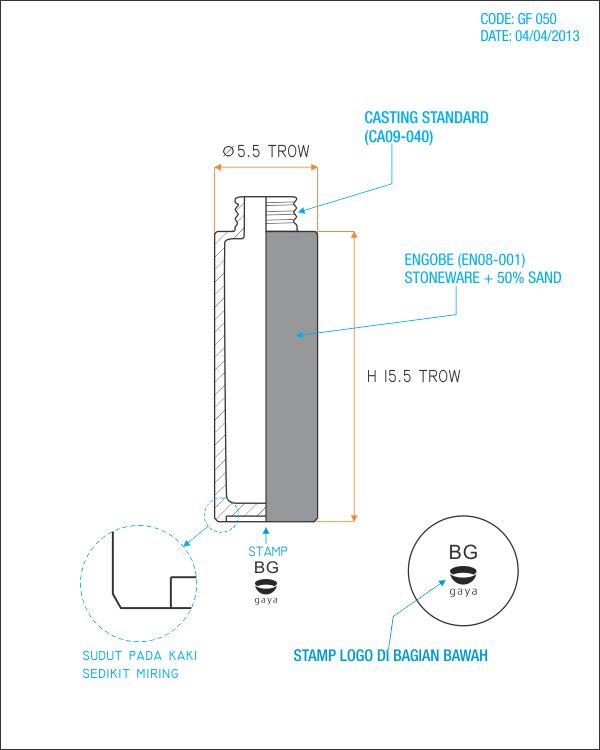 CODE: GF 050
DATE: 04/04/2013
CASTING STANDARD
(CA09-040)
Ø5.5 TROW
ENGOBE (EN08-001)
STONEWARE + 50% SAND
H 15.5 TROW
STAMP
BG
gaya
BG
gaya
SUDUT PADA KAKI
SEDIKIT MIRING
STAMP LOGO DI BAGIAN BAWAH